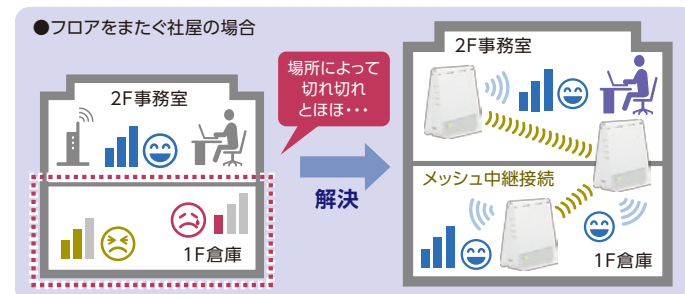 ●フロアをまたぐ社屋の場合
2F事務室
場所によって
切れ切れ
とほほ・・・
1F倉庫
解決
2F事務室
メッシュ中継接続
1F倉庫